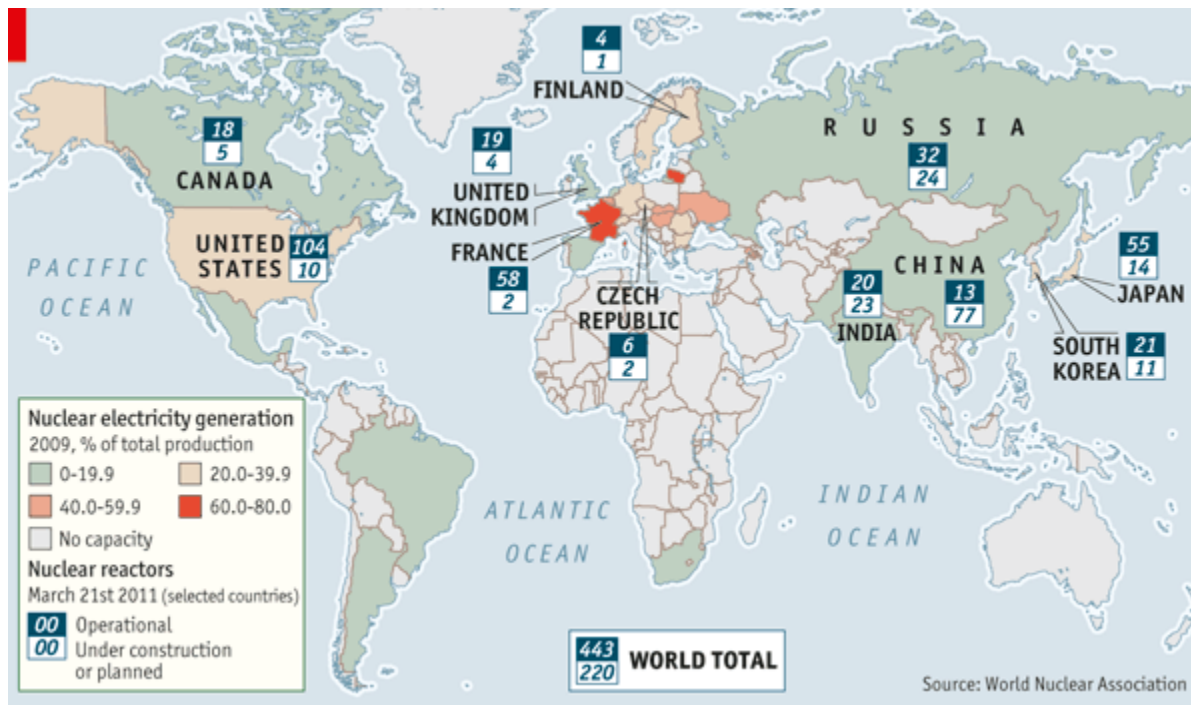 4
1
FINLAND
18
5
CANADA
19
4
UNITED
KINGDOM
RUSSIA
32
24
UNITED
STATES
104
10
FRANCE
58
2
PACIFIC
OCEAN
CZECH
REPUBLIC
6
2
CHINA
13
77
20
23
INDIA
55
14
JAPAN
SOUTH
KOREA
21
11
Nuclear electricity generation
2009, % of total production
0-19.9
20.0-39.9
40.0-59.9
60.0-80.0
No capacity
Nuclear reactors
March 21st 2011 (selected countries)
00 Operational
00 Under construction
or planned
ATLANTIC
OCEAN
INDIAN
OCEAN
443
220
WORLD TOTAL
Source: World Nuclear Association